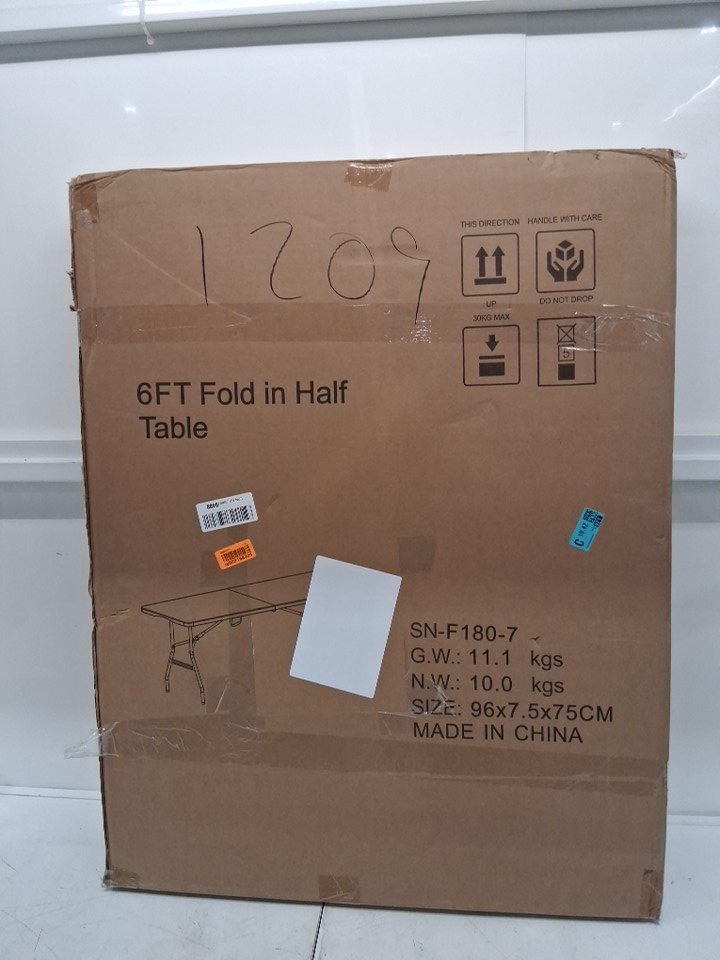 1209
THIS DIRECTION
UP
HANDLE WITH CARE
DO NOT DROP
30KG MAX
5
6FT Fold in Half
Table
SN-F180-7
G.W.: 11.1 kgs
N.W.: 10.0 kgs
SIZE: 96x7.5x75CM
MADE IN CHINA